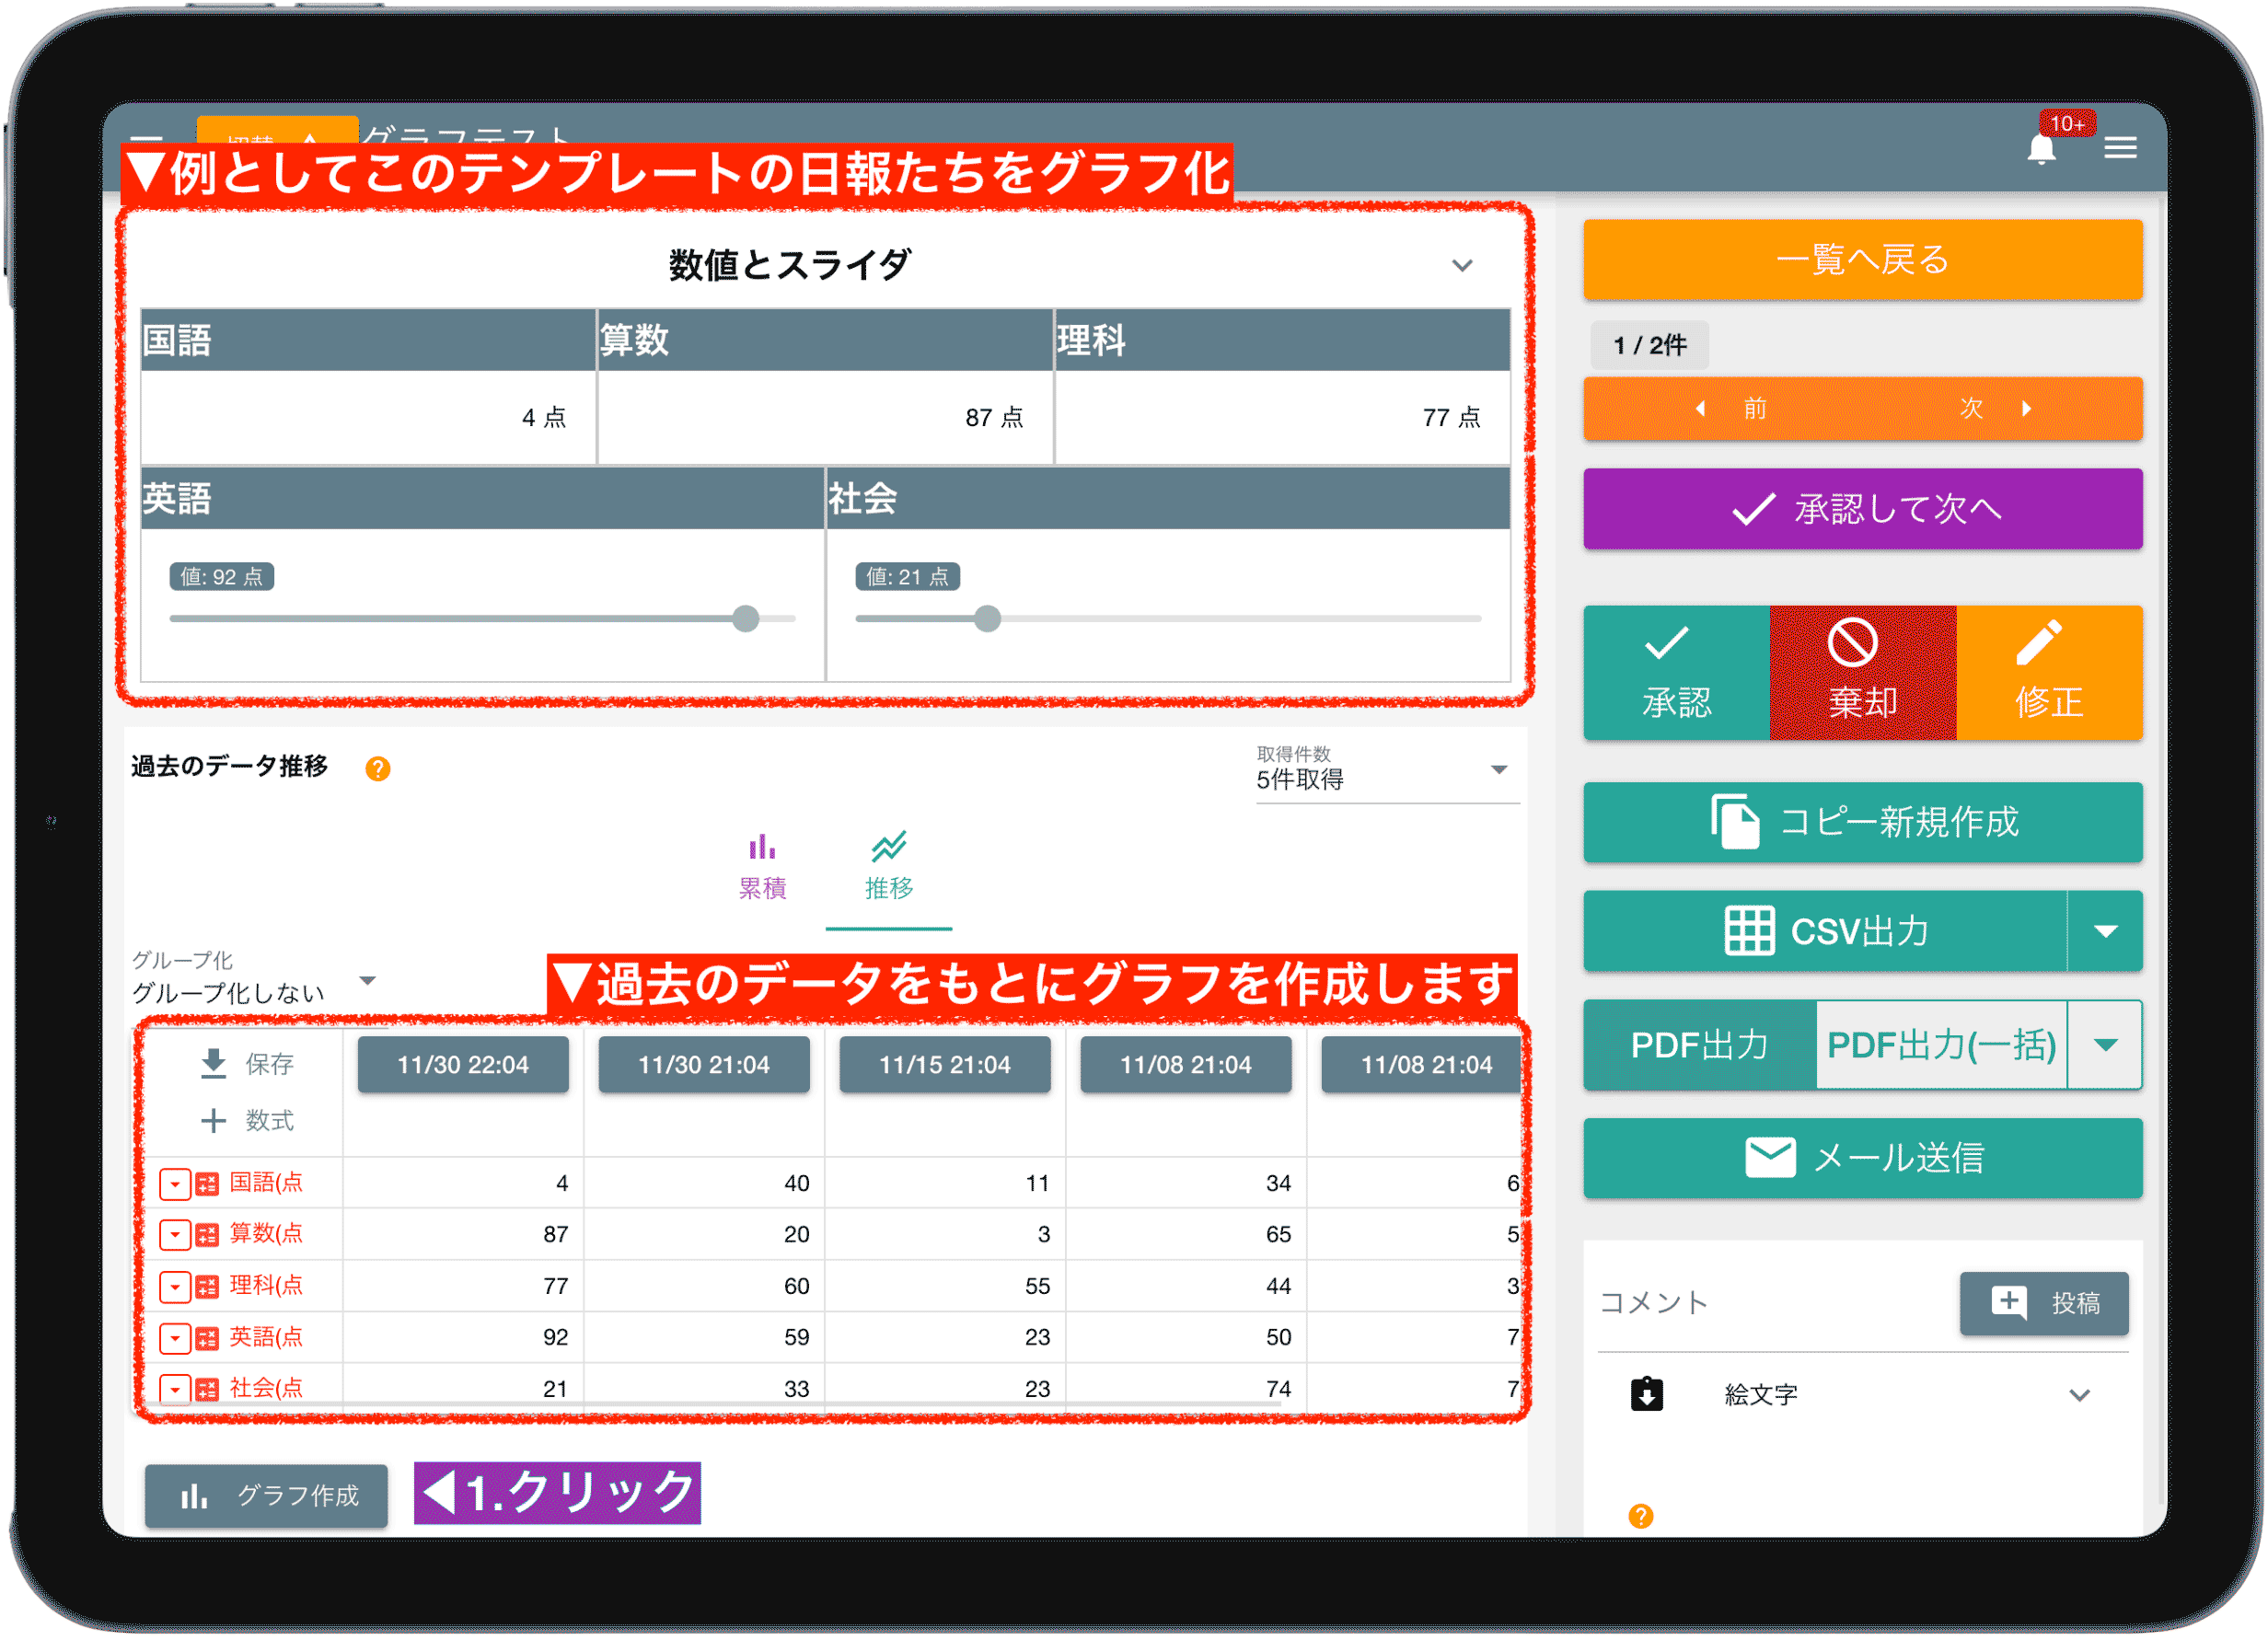 グラフテスト
10+
▼例としてこのテンプレートの日報たちをグラフ化
数値とスライダ
国語 算数 理科
4 点 87 点 77 点
英語 社会
値: 92 点 値: 21 点
過去のデータ推移 ?
取得件数
5件取得
累積 推移
グループ化
グループ化しない
▼過去のデータをもとにグラフを作成します
保存 11/30 22:04 11/30 21:04 11/15 21:04 11/08 21:04 11/08 21:04
数式
国語(点 4 40 11 34 6
算数(点 87 20 3 65 5
理科(点 77 60 55 44 3
英語(点 92 59 23 50 7
社会(点 21 33 23 74 7
グラフ作成
◀1.クリック
一覧へ戻る
1 / 2件
前 次
承認して次へ
承認 棄却 修正
コピー新規作成
CSV出力
PDF出力 PDF出力(一括)
メール送信
コメント 投稿
絵文字
?